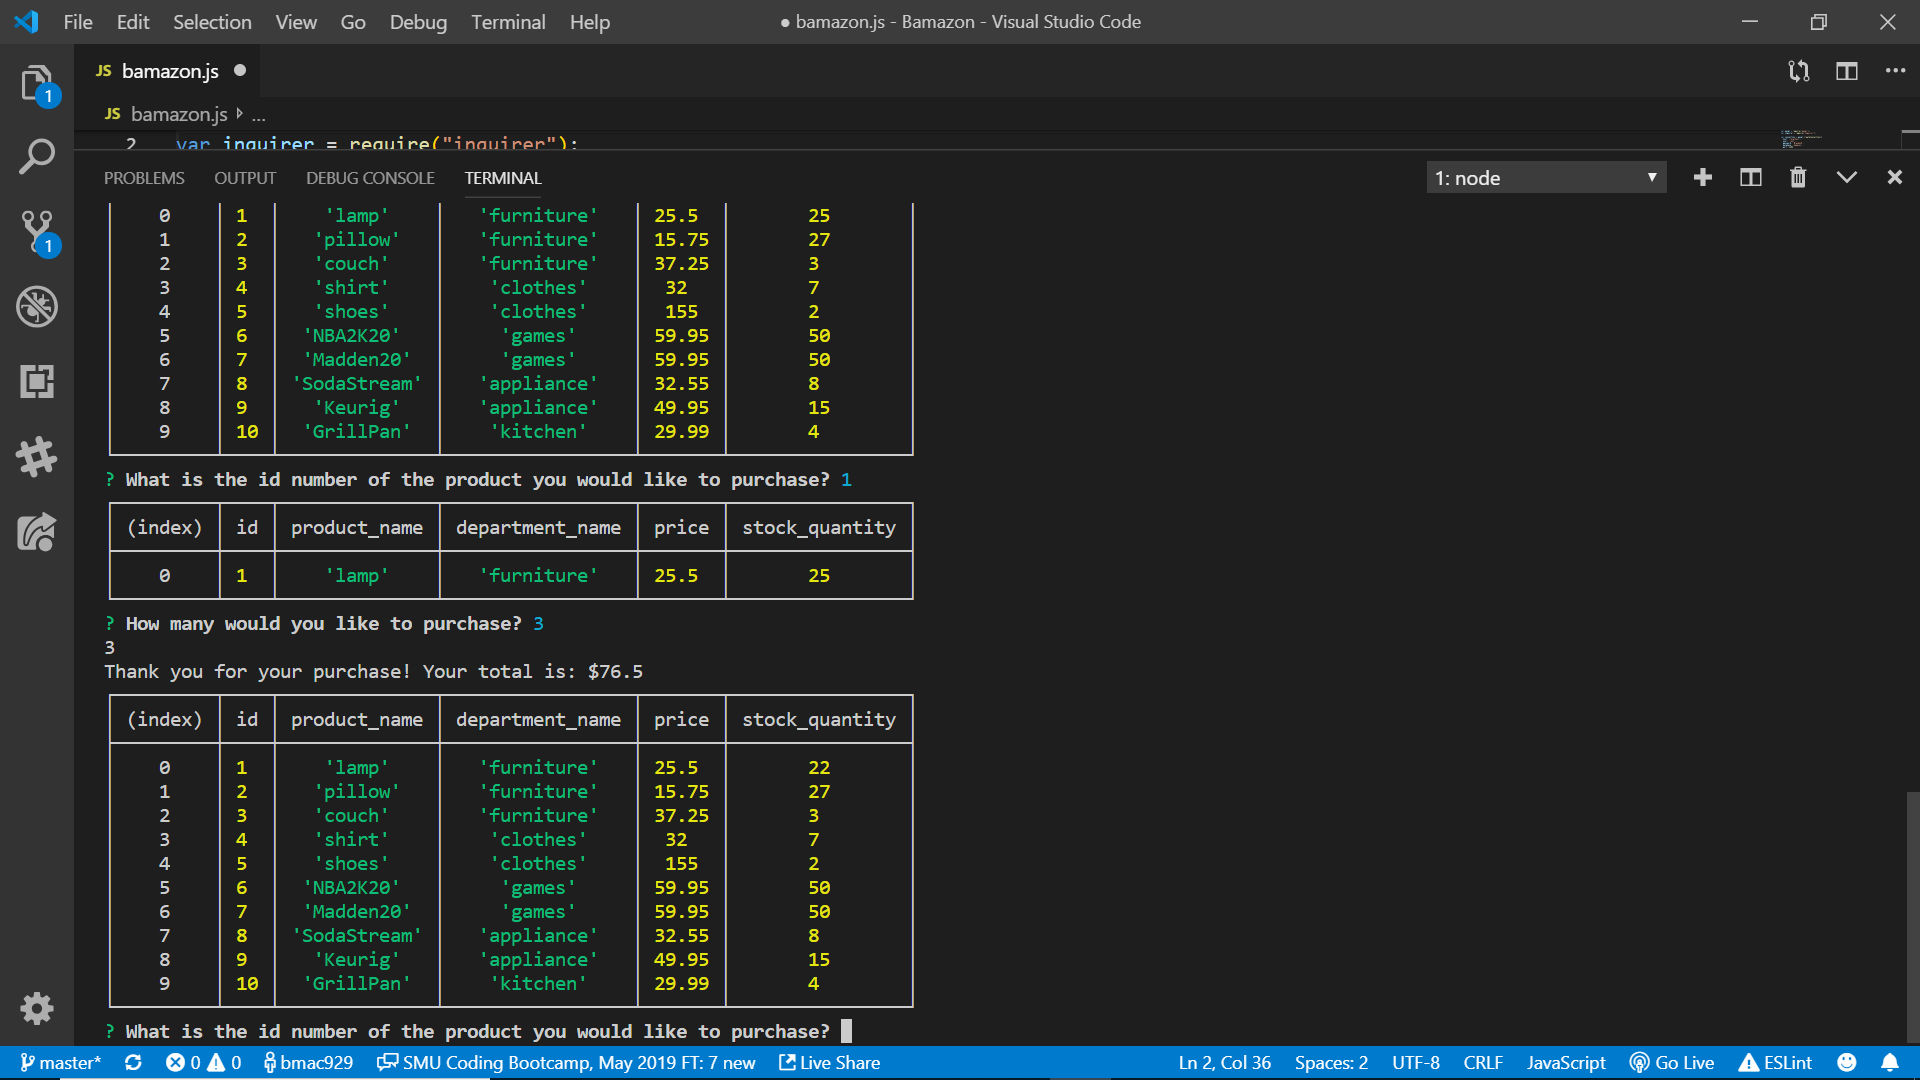 File Edit Selection View Go Debug Terminal Help ● bamazon.js - Bamazon - Visual Studio Code
JS bamazon.js ●
JS bamazon.js ...
2 var inquirer = require("inquirer");
PROBLEMS OUTPUT DEBUG CONSOLE TERMINAL 1: node
0 1 'lamp' 'furniture' 25.5 25
1 2 'pillow' 'furniture' 15.75 27
2 3 'couch' 'furniture' 37.25 3
3 4 'shirt' 'clothes' 32 7
4 5 'shoes' 'clothes' 155 2
5 6 'NBA2K20' 'games' 59.95 50
6 7 'Madden20' 'games' 59.95 50
7 8 'SodaStream' 'appliance' 32.55 8
8 9 'Keurig' 'appliance' 49.95 15
9 10 'GrillPan' 'kitchen' 29.99 4
? What is the id number of the product you would like to purchase? 1
(index) id product_name department_name price stock_quantity
0 1 'lamp' 'furniture' 25.5 25
? How many would you like to purchase? 3
3
Thank you for your purchase! Your total is: $76.5
(index) id product_name department_name price stock_quantity
0 1 'lamp' 'furniture' 25.5 22
1 2 'pillow' 'furniture' 15.75 27
2 3 'couch' 'furniture' 37.25 3
3 4 'shirt' 'clothes' 32 7
4 5 'shoes' 'clothes' 155 2
5 6 'NBA2K20' 'games' 59.95 50
6 7 'Madden20' 'games' 59.95 50
7 8 'SodaStream' 'appliance' 32.55 8
8 9 'Keurig' 'appliance' 49.95 15
9 10 'GrillPan' 'kitchen' 29.99 4
? What is the id number of the product you would like to purchase?
1
1
master* 0 0 bmac929 SMU Coding Bootcamp, May 2019 FT: 7 new Live Share Ln 2, Col 36 Spaces: 2 UTF-8 CRLF JavaScript Go Live ESLint